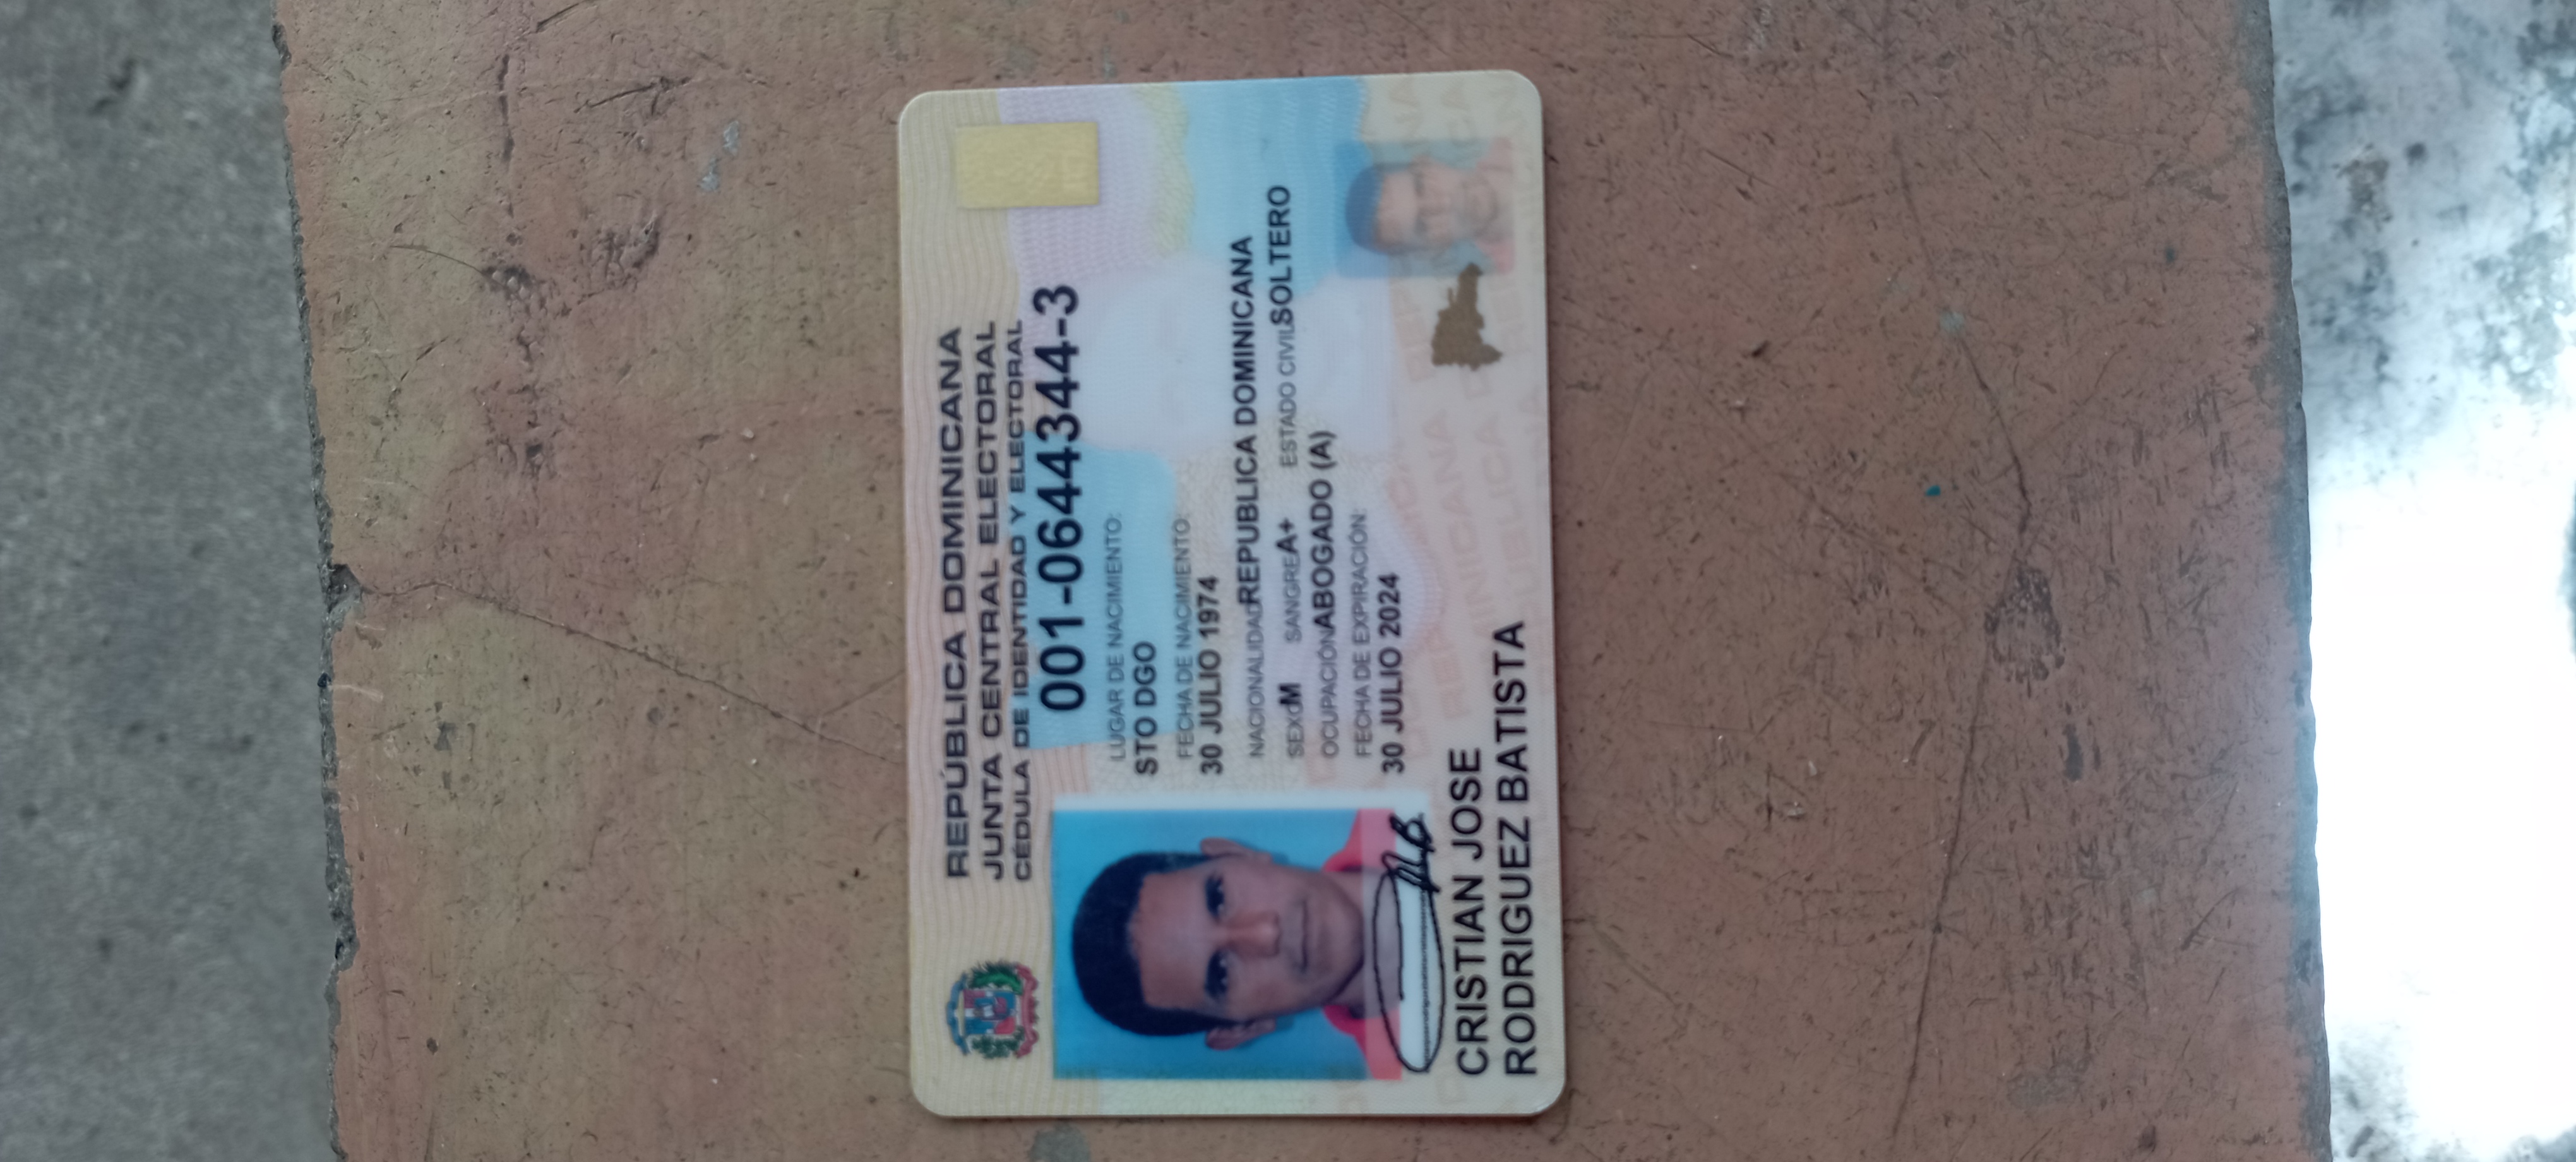 REPÚBLICA DOMINICANA
JUNTA CENTRAL ELECTORAL
CÉDULA DE IDENTIDAD Y ELECTORAL
001-0644344-3
LUGAR DE NACIMIENTO:
STO DGO
FECHA DE NACIMIENTO:
30 JULIO 1974
NACIONALIDAD REPUBLICA DOMINICANA
SEXO M SANGRE A+ ESTADO CIVIL SOLTERO
OCUPACIÓN ABOGADO (A)
FECHA DE EXPIRACIÓN:
30 JULIO 2024
CRISTIAN JOSE
RODRIGUEZ BATISTA